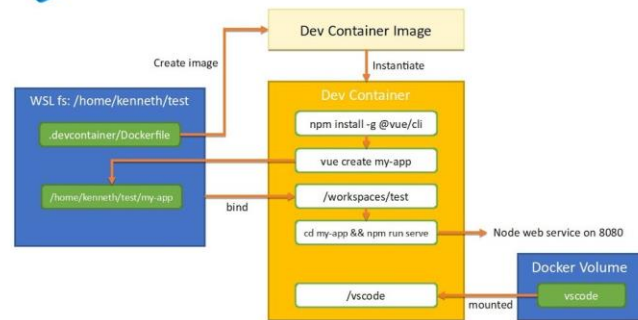 Dev Container Image
Create image
Instantiate
WSL fs: /home/kenneth/test
.devcontainer/Dockerfile
/home/kenneth/test/my-app
bind
Dev Container
npm install -g @vue/cli
vue create my-app
/workspaces/test
cd my-app && npm run serve
Node web service on 8080
/vscode
mounted
Docker Volume
vscode